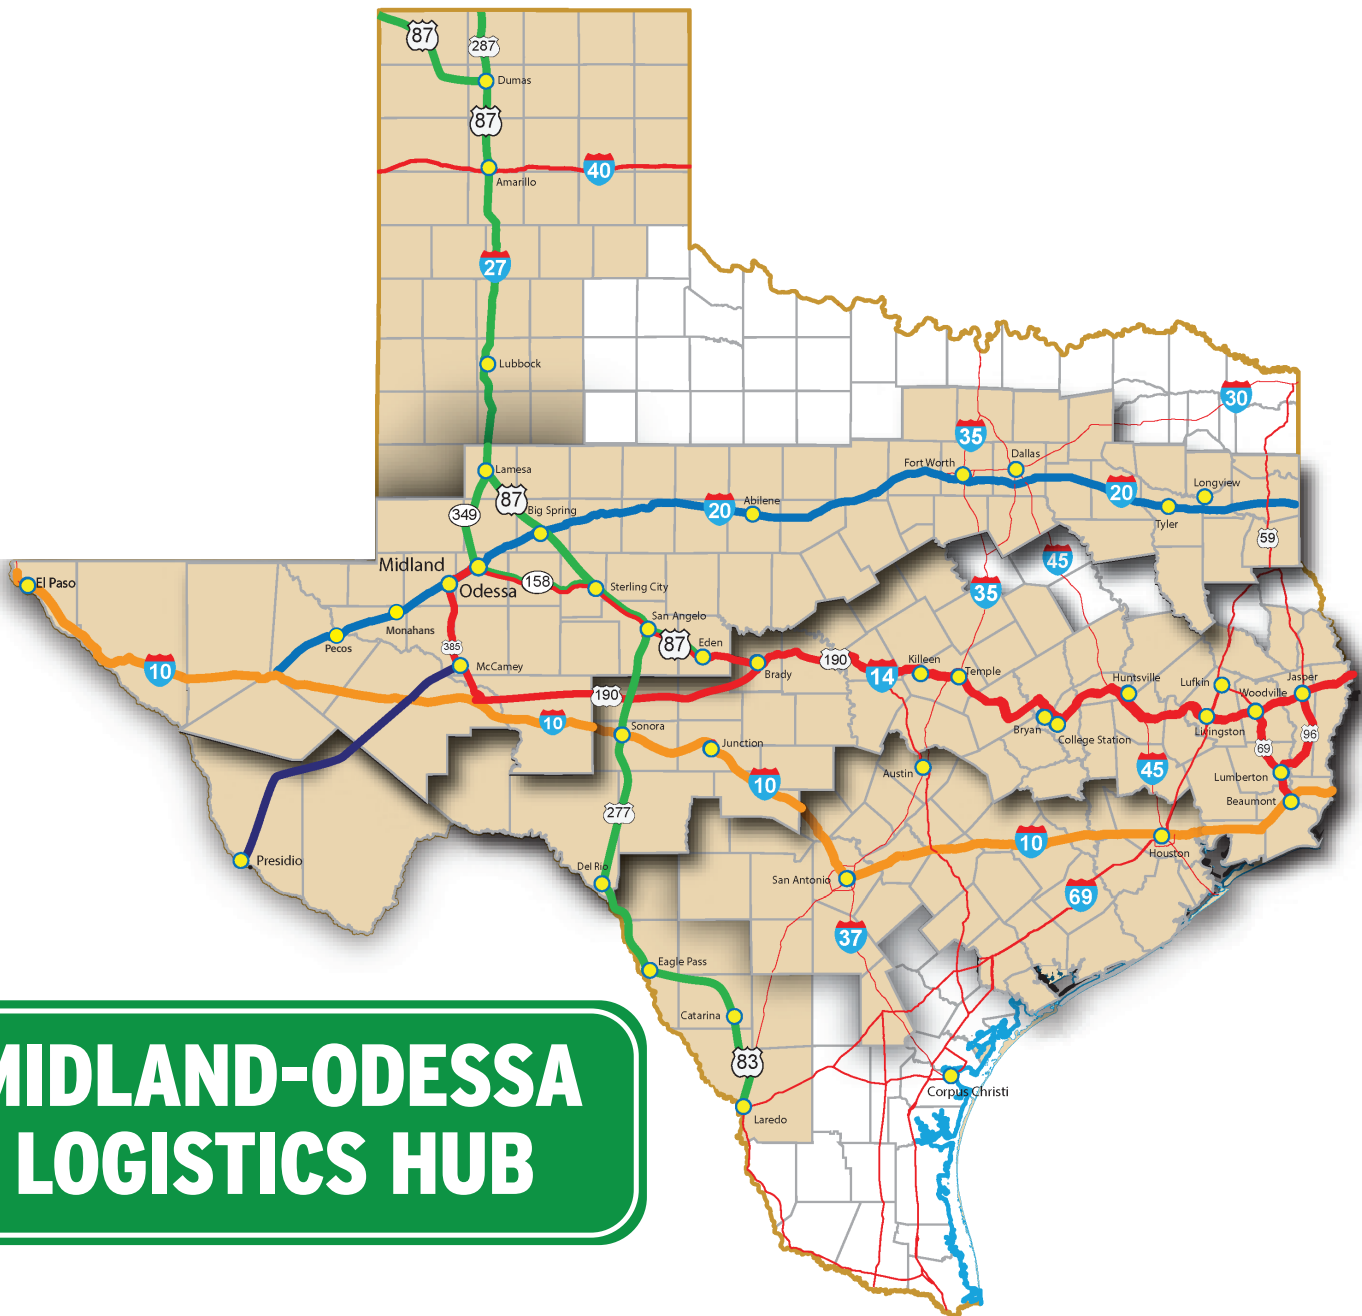 87
287
Dumas
87
40
Amarillo
27
Lubbock
30
35
Fort Worth
Dallas
Lamesa
87
20
Abilene
20
Longview
349
Big Spring
Tyler
59
Midland
45
El Paso
158
Sterling City
35
Odessa
Monahans
San Angelo
Pecos
385
87
Eden
10
McCamey
190
14
Killeen
Temple
Brady
Huntsville
Lufkin
Jasper
190
Woodville
10
Sonora
Junction
Bryan
College Station
Livingston
69
96
Austin
45
Lumberton
10
Beaumont
277
10
Presidio
Houston
Del Rio
San Antonio
69
37
Eagle Pass
Catarina
83
Corpus Christi
Laredo
MIDLAND-ODESSA
LOGISTICS HUB